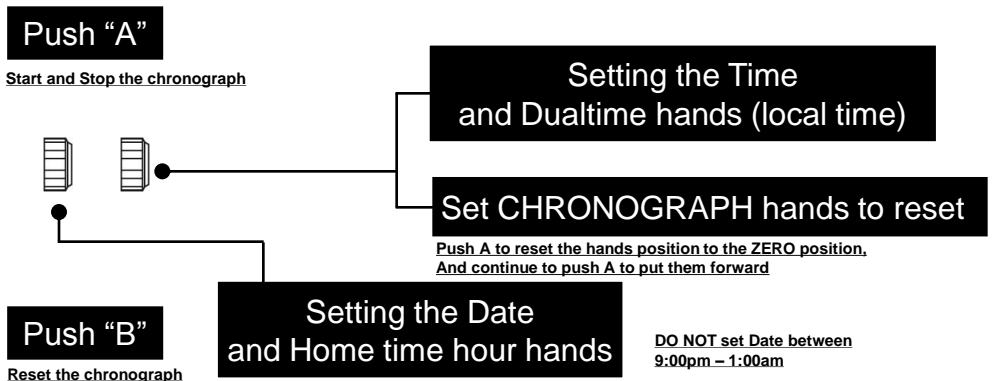 Push “A”
Start and Stop the chronograph
Setting the Time
and Dualtime hands (local time)
Set CHRONOGRAPH hands to reset
Push A to reset the hands position to the ZERO position,
And continue to push A to put them forward
Setting the Date
and Home time hour hands
DO NOT set Date between
9:00pm – 1:00am
Push “B”
Reset the chronograph